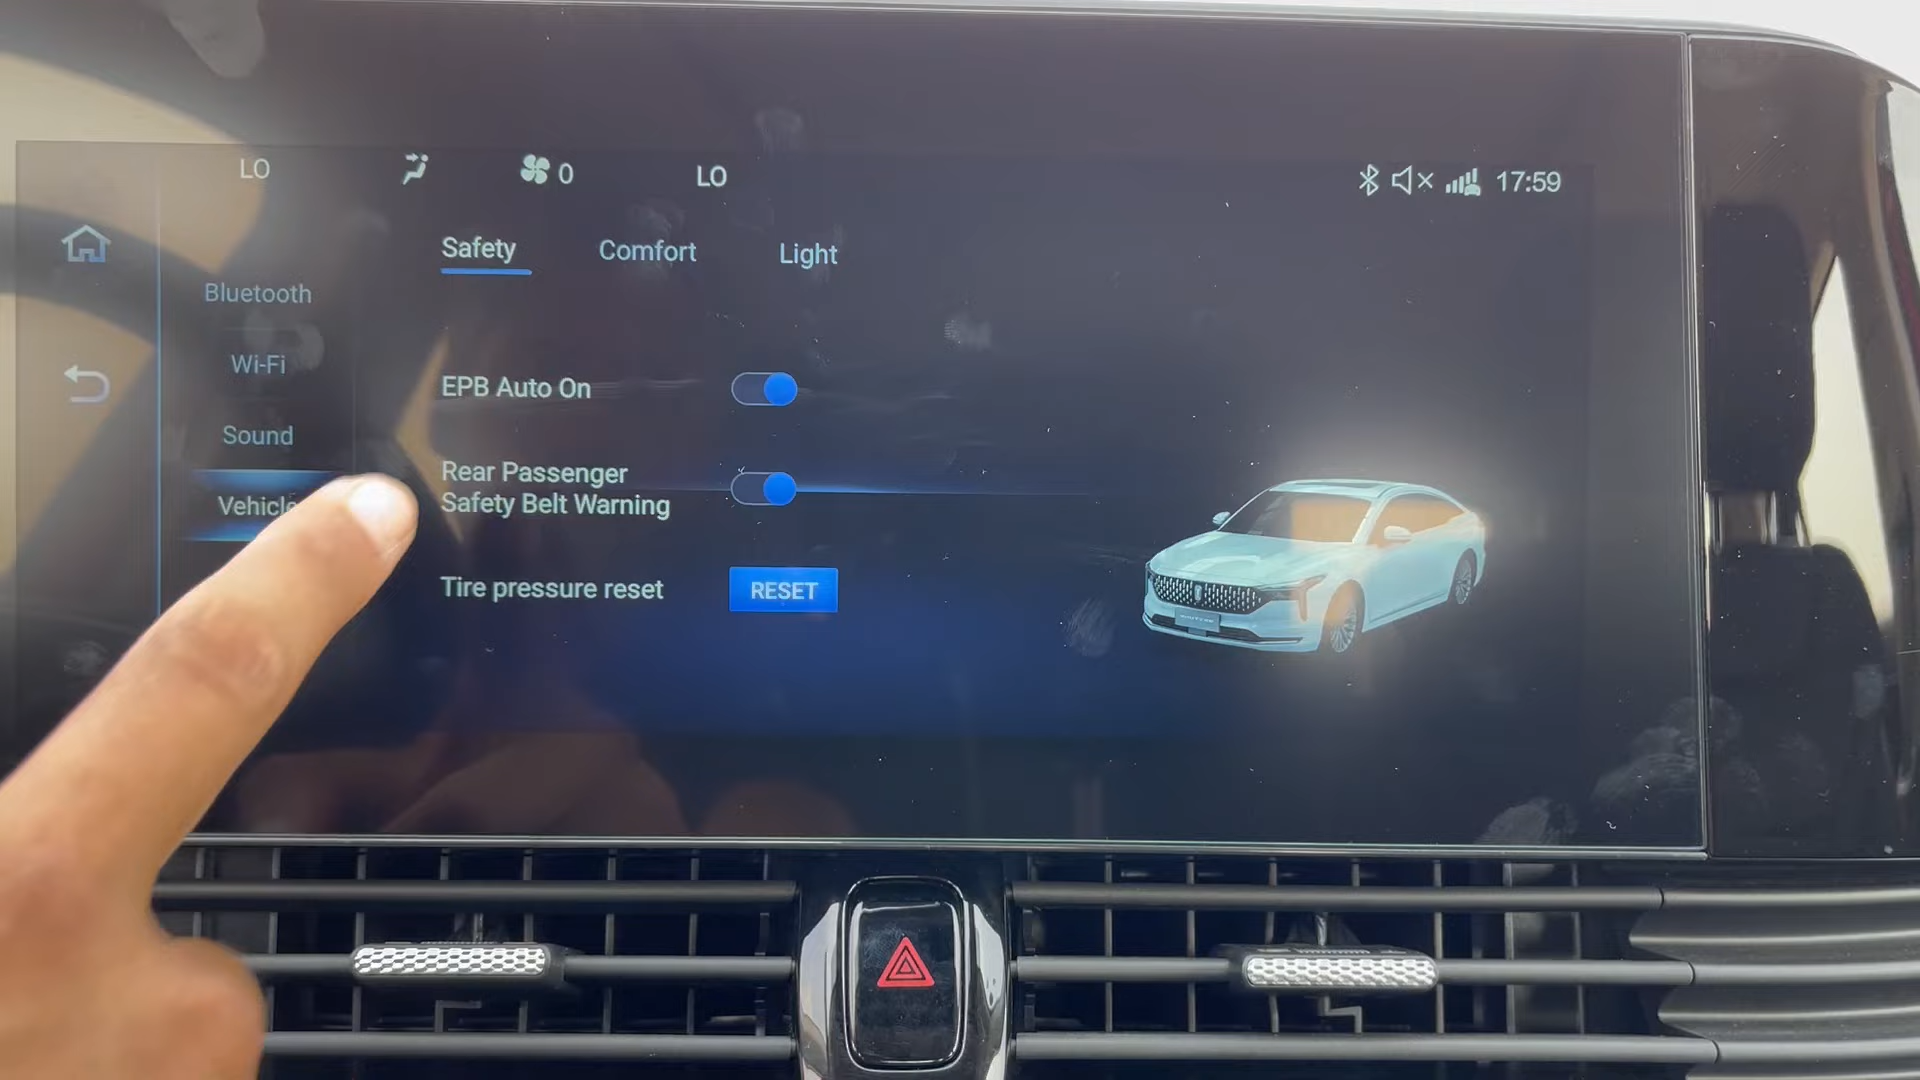 LO
0
LO
17:59
Safety
Comfort
Light
Bluetooth
Wi-Fi
Sound
Vehicle
EPB Auto On
Rear Passenger
Safety Belt Warning
Tire pressure reset
RESET